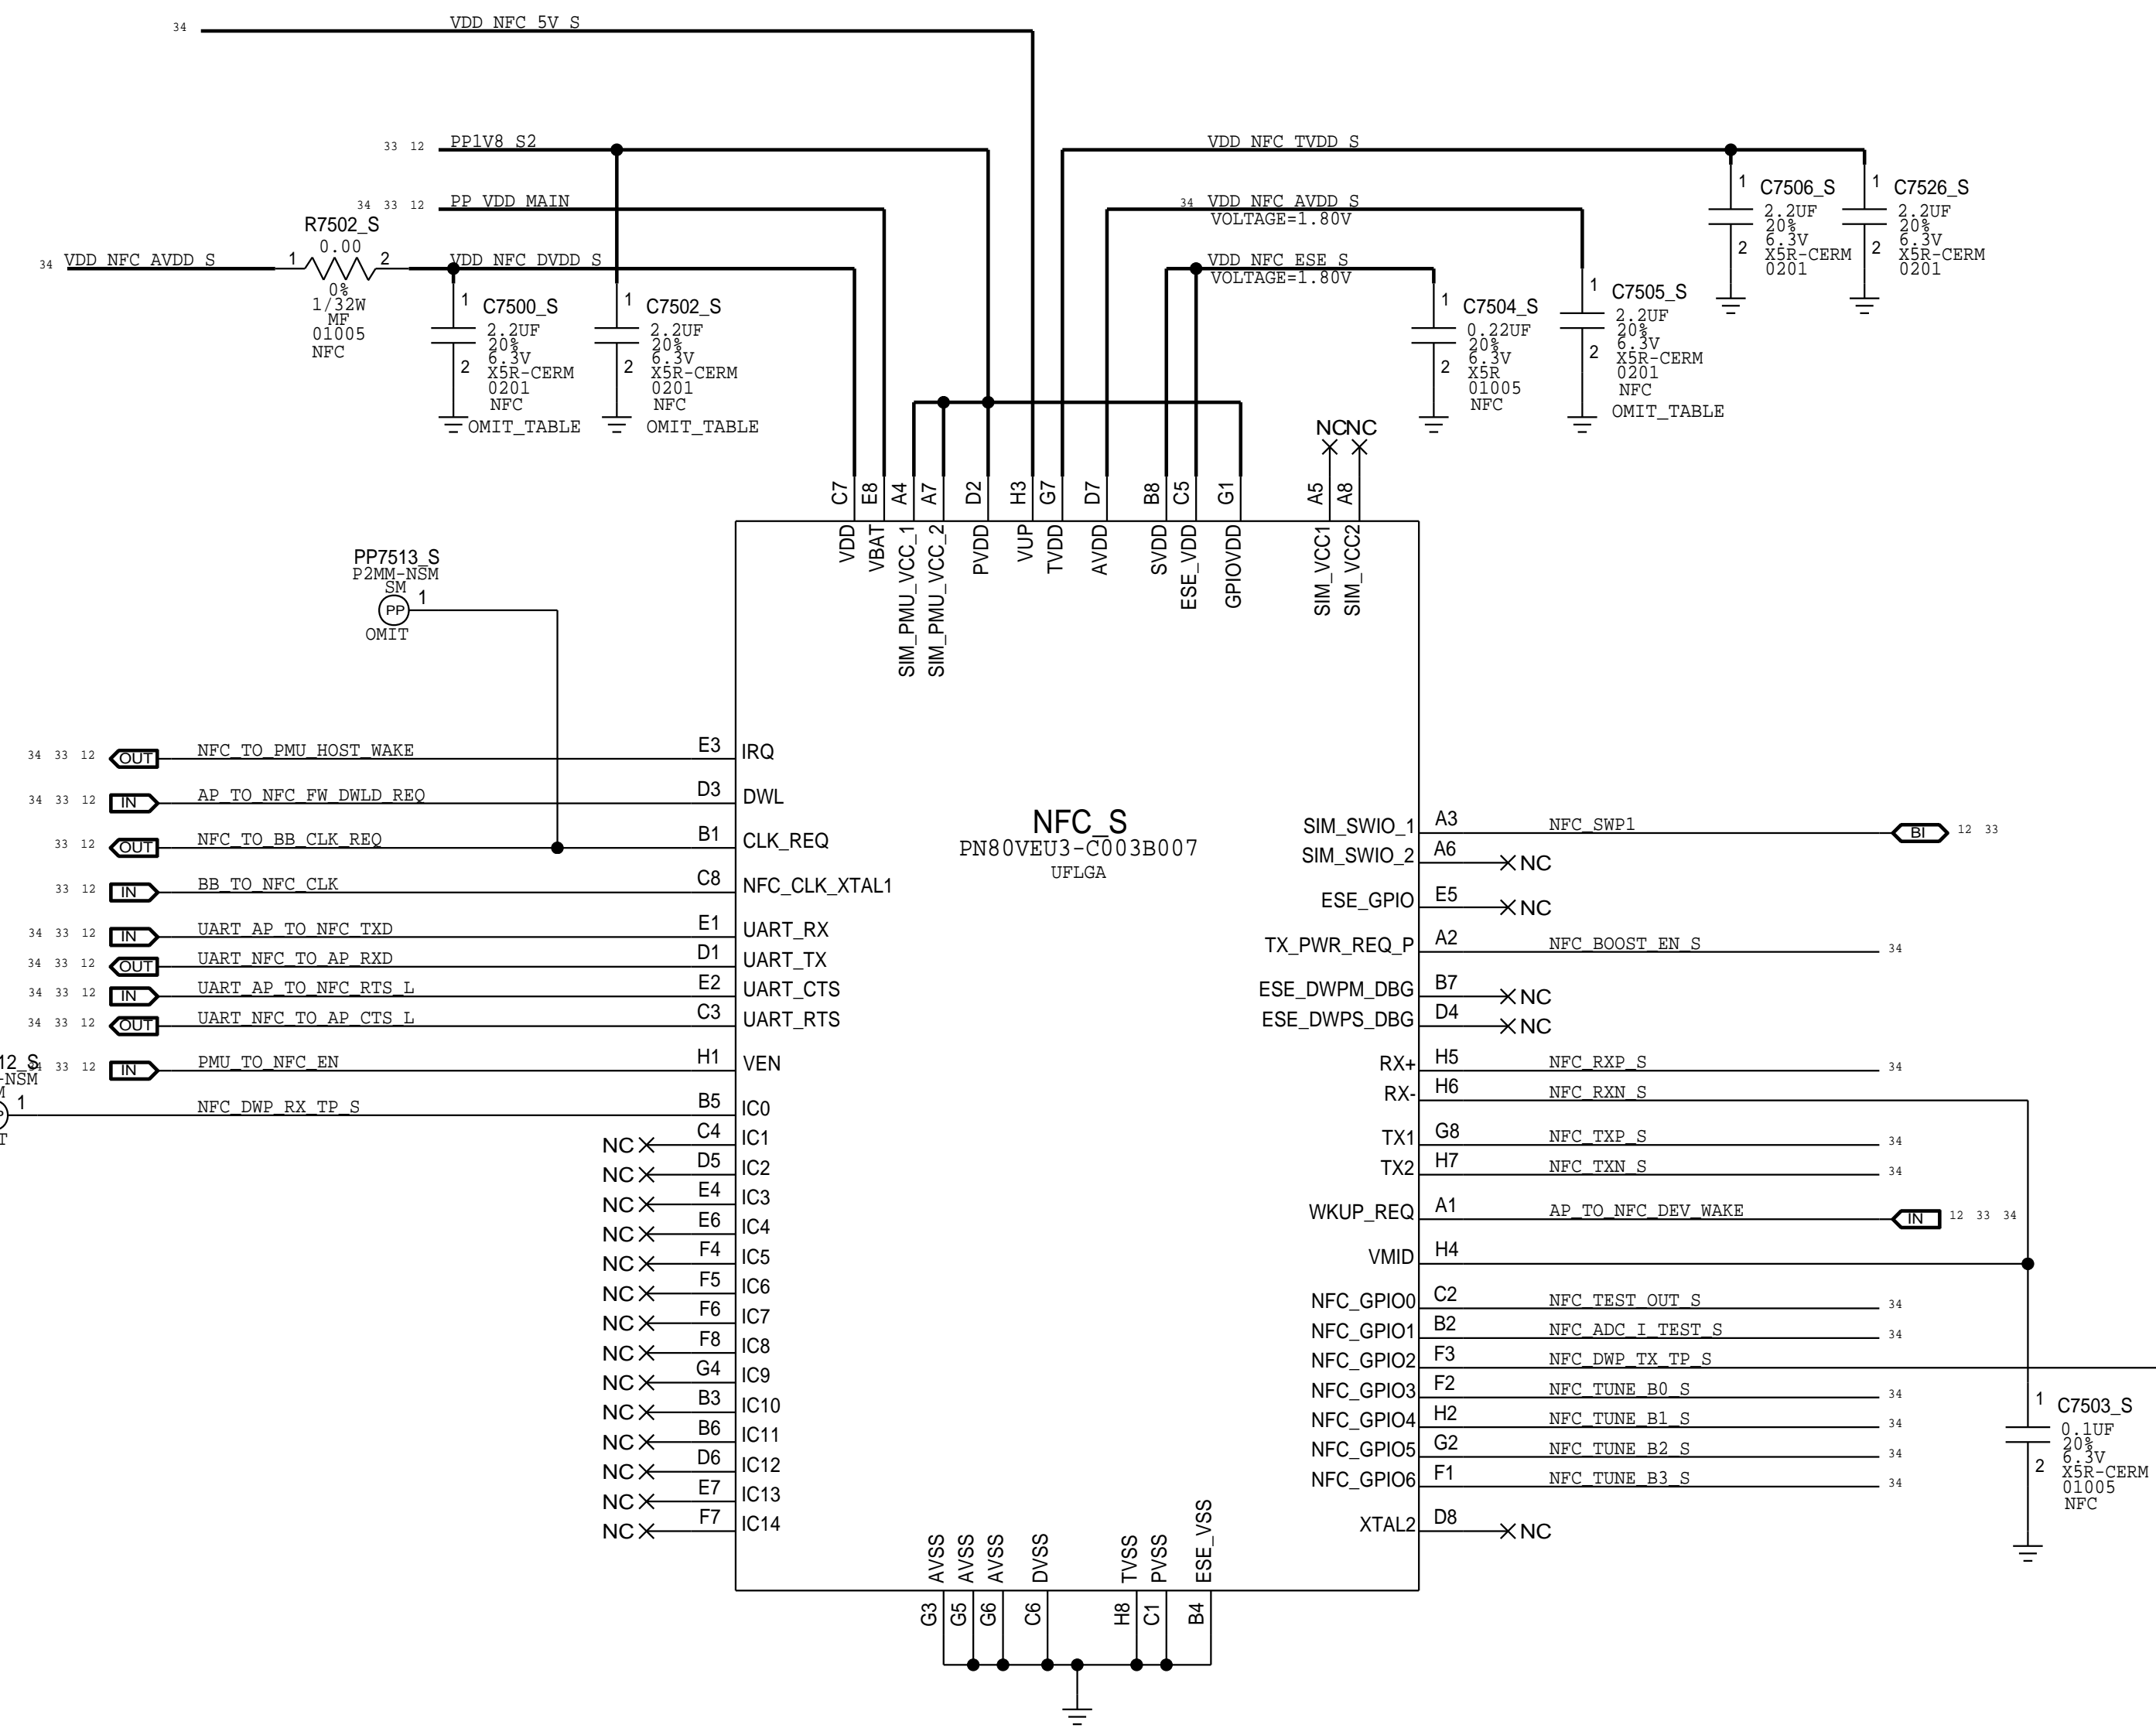 34 VDD_NFC_5V_S
33 12 PP1V8_S2
VDD_NFC_TVDD_S
34 33 12 PP_VDD_MAIN
34 VDD_NFC_AVDD_S
VOLTAGE=1.80V
34 VDD_NFC_AVDD_S
R7502_S
0.00
1 2
0%
1/32W
MF
01005
NFC
VDD_NFC_DVDD_S
VDD_NFC_ESE_S
VOLTAGE=1.80V
1
2
C7500_S
2.2UF
20%
6.3V
X5R-CERM
0201
NFC
OMIT_TABLE
1
2
C7502_S
2.2UF
20%
6.3V
X5R-CERM
0201
NFC
OMIT_TABLE
1
2
C7504_S
0.22UF
20%
6.3V
X5R
01005
NFC
1
2
C7505_S
2.2UF
20%
6.3V
X5R-CERM
0201
NFC
OMIT_TABLE
1
2
C7506_S
2.2UF
20%
6.3V
X5R-CERM
0201
1
2
C7526_S
2.2UF
20%
6.3V
X5R-CERM
0201
NC NC
C7 E8 A4 A7 D2 H3 G7 D7 B8 C5 G1 A5 A8
VDD VBAT SIM_PMU_VCC_1 SIM_PMU_VCC_2 PVDD VUP TVDD AVDD SVDD ESE_VDD GPIOVDD SIM_VCC1 SIM_VCC2
PP7513_S
P2MM-NSM
SM
PP 1
OMIT
NFC_S
PN80VEU3-C003B007
UFLGA
34 33 12 OUT NFC_TO_PMU_HOST_WAKE E3 IRQ
34 33 12 IN AP_TO_NFC_FW_DWLD_REQ D3 DWL
33 12 OUT NFC_TO_BB_CLK_REQ B1 CLK_REQ
33 12 IN BB_TO_NFC_CLK C8 NFC_CLK_XTAL1
34 33 12 IN UART_AP_TO_NFC_TXD E1 UART_RX
34 33 12 OUT UART_NFC_TO_AP_RXD D1 UART_TX
34 33 12 IN UART_AP_TO_NFC_RTS_L E2 UART_CTS
34 33 12 OUT UART_NFC_TO_AP_CTS_L C3 UART_RTS
33 12 IN PMU_TO_NFC_EN H1 VEN
12_S
-NSM
1 NFC_DWP_RX_TP_S B5 IC0
T
NC C4 IC1
NC D5 IC2
NC E4 IC3
NC E6 IC4
NC F4 IC5
NC F5 IC6
NC F6 IC7
NC F8 IC8
NC G4 IC9
NC B3 IC10
NC B6 IC11
NC D6 IC12
NC E7 IC13
NC F7 IC14
SIM_SWIO_1 A3 NFC_SWP1 BI 12 33
SIM_SWIO_2 A6 NC
ESE_GPIO E5 NC
TX_PWR_REQ_P A2 NFC_BOOST_EN_S 34
ESE_DWPM_DBG B7 NC
ESE_DWPS_DBG D4 NC
RX+ H5 NFC_RXP_S 34
RX- H6 NFC_RXN_S
TX1 G8 NFC_TXP_S 34
TX2 H7 NFC_TXN_S 34
WKUP_REQ A1 AP_TO_NFC_DEV_WAKE IN 12 33 34
VMID H4
NFC_GPIO0 C2 NFC_TEST_OUT_S 34
NFC_GPIO1 B2 NFC_ADC_I_TEST_S 34
NFC_GPIO2 F3 NFC_DWP_TX_TP_S
NFC_GPIO3 F2 NFC_TUNE_B0_S 34
NFC_GPIO4 H2 NFC_TUNE_B1_S 34
NFC_GPIO5 G2 NFC_TUNE_B2_S 34
NFC_GPIO6 F1 NFC_TUNE_B3_S 34
XTAL2 D8 NC
1
2
C7503_S
0.1UF
20%
6.3V
X5R-CERM
01005
NFC
AVSS AVSS AVSS DVSS TVSS PVSS ESE_VSS
G3 G5 G6 C6 H8 C1 B4